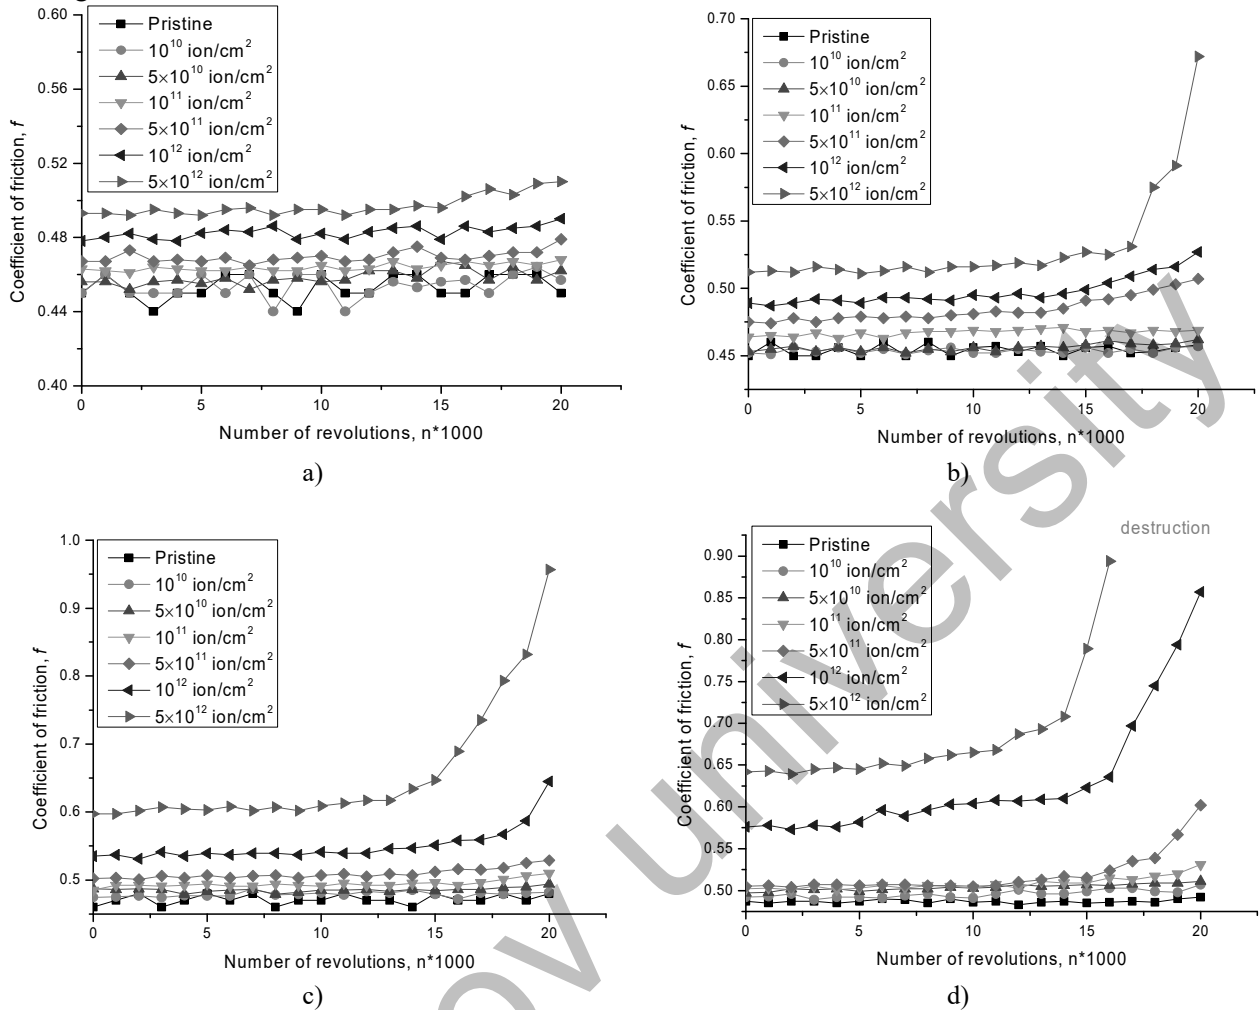 0.60
0.56
0.52
0.48
0.44
0.40
Coefficient of friction, f
Pristine
10^10 ion/cm^2
5×10^10 ion/cm^2
10^11 ion/cm^2
5×10^11 ion/cm^2
10^12 ion/cm^2
5×10^12 ion/cm^2
0 5 10 15 20
Number of revolutions, n*1000
a)
0.70
0.65
0.60
0.55
0.50
0.45
Coefficient of friction, f
Pristine
10^10 ion/cm^2
5×10^10 ion/cm^2
10^11 ion/cm^2
5×10^11 ion/cm^2
10^12 ion/cm^2
5×10^12 ion/cm^2
0 5 10 15 20
Number of revolutions, n*1000
b)
1.0
0.9
0.8
0.7
0.6
0.5
Coefficient of friction, f
Pristine
10^10 ion/cm^2
5×10^10 ion/cm^2
10^11 ion/cm^2
5×10^11 ion/cm^2
10^12 ion/cm^2
5×10^12 ion/cm^2
0 5 10 15 20
Number of revolutions, n*1000
c)
destruction
0.90
0.85
0.80
0.75
0.70
0.65
0.60
0.55
0.50
Coefficient of friction, f
Pristine
10^10 ion/cm^2
5×10^10 ion/cm^2
10^11 ion/cm^2
5×10^11 ion/cm^2
10^12 ion/cm^2
5×10^12 ion/cm^2
0 5 10 15 20
Number of revolutions, n*1000
d)
university